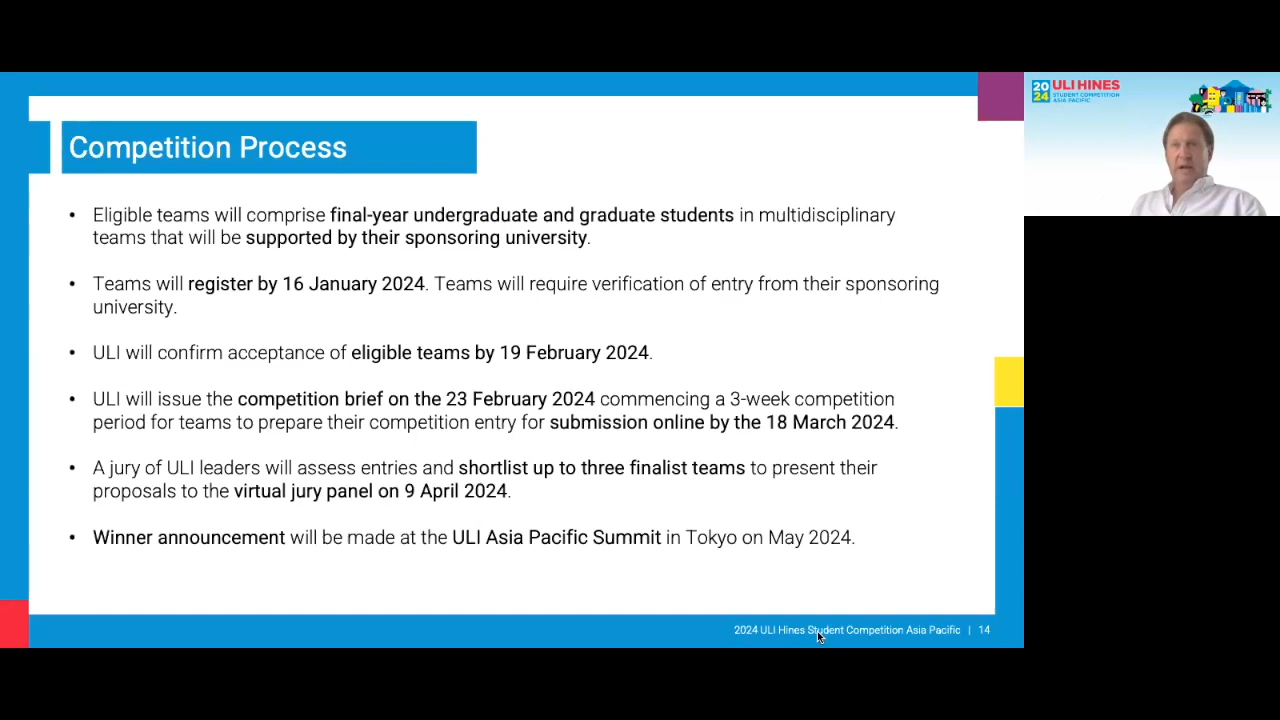 Competition Process
• Eligible teams will comprise final-year undergraduate and graduate students in multidisciplinary
teams that will be supported by their sponsoring university.
• Teams will register by 16 January 2024. Teams will require verification of entry from their sponsoring
university.
• ULI will confirm acceptance of eligible teams by 19 February 2024.
• ULI will issue the competition brief on the 23 February 2024 commencing a 3-week competition
period for teams to prepare their competition entry for submission online by the 18 March 2024.
• A jury of ULI leaders will assess entries and shortlist up to three finalist teams to present their
proposals to the virtual jury panel on 9 April 2024.
• Winner announcement will be made at the ULI Asia Pacific Summit in Tokyo on May 2024.
2024 ULI Hines Student Competition Asia Pacific | 14
20
24
ULI HINES
STUDENT COMPETITION
ASIA PACIFIC